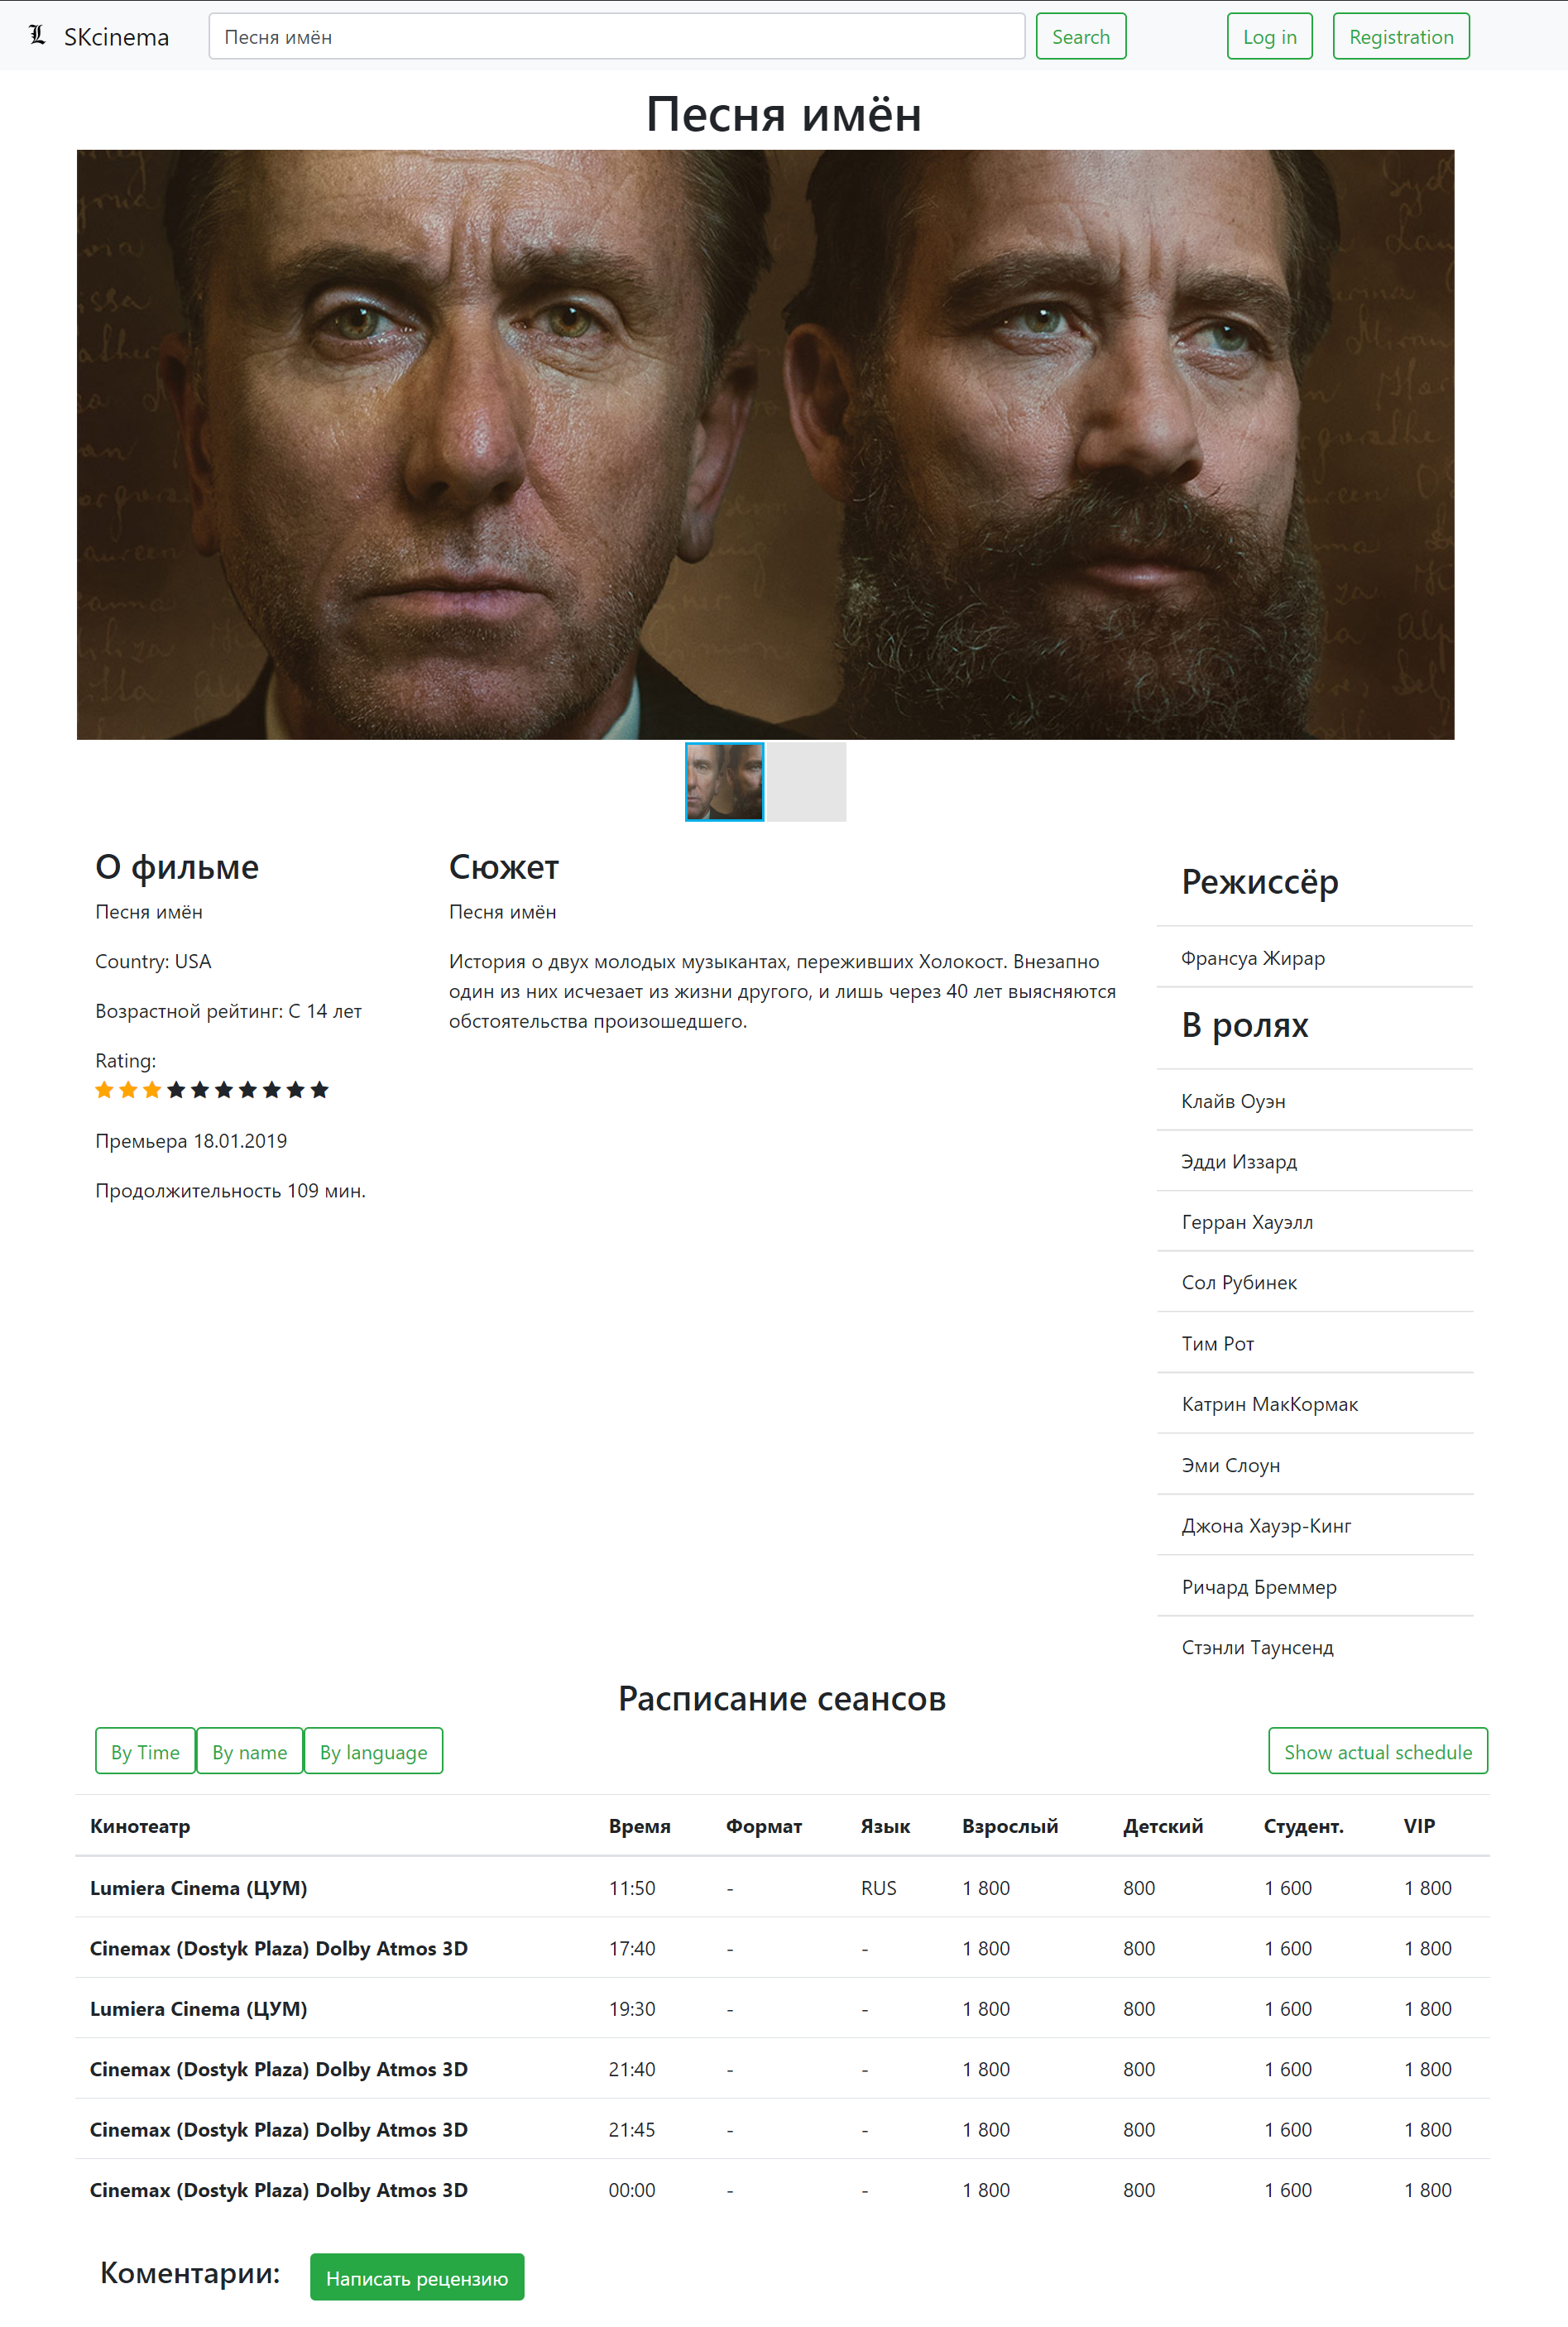 L SKcinema Песня имён Search Log in Registration
Песня имён
О фильме
Песня имён
Country: USA
Возрастной рейтинг: С 14 лет
Rating:
Премьера 18.01.2019
Продолжительность 109 мин.
Сюжет
Песня имён
История о двух молодых музыкантах, переживших Холокост. Внезапно
один из них исчезает из жизни другого, и лишь через 40 лет выясняются
обстоятельства произошедшего.
Режиссёр
Франсуа Жирар
В ролях
Клайв Оуэн
Эдди Иззард
Герран Хауэлл
Сол Рубинек
Тим Рот
Катрин МакКормак
Эми Слоун
Джона Хауэр-Кинг
Ричард Бреммер
Стэнли Таунсенд
Расписание сеансов
By Time By name By language Show actual schedule
Кинотеатр Время Формат Язык Взрослый Детский Студент. VIP
Lumiera Cinema (ЦУМ) 11:50 - RUS 1 800 800 1 600 1 800
Cinemax (Dostyk Plaza) Dolby Atmos 3D 17:40 - - 1 800 800 1 600 1 800
Lumiera Cinema (ЦУМ) 19:30 - - 1 800 800 1 600 1 800
Cinemax (Dostyk Plaza) Dolby Atmos 3D 21:40 - - 1 800 800 1 600 1 800
Cinemax (Dostyk Plaza) Dolby Atmos 3D 21:45 - - 1 800 800 1 600 1 800
Cinemax (Dostyk Plaza) Dolby Atmos 3D 00:00 - - 1 800 800 1 600 1 800
Коментарии: Написать рецензию